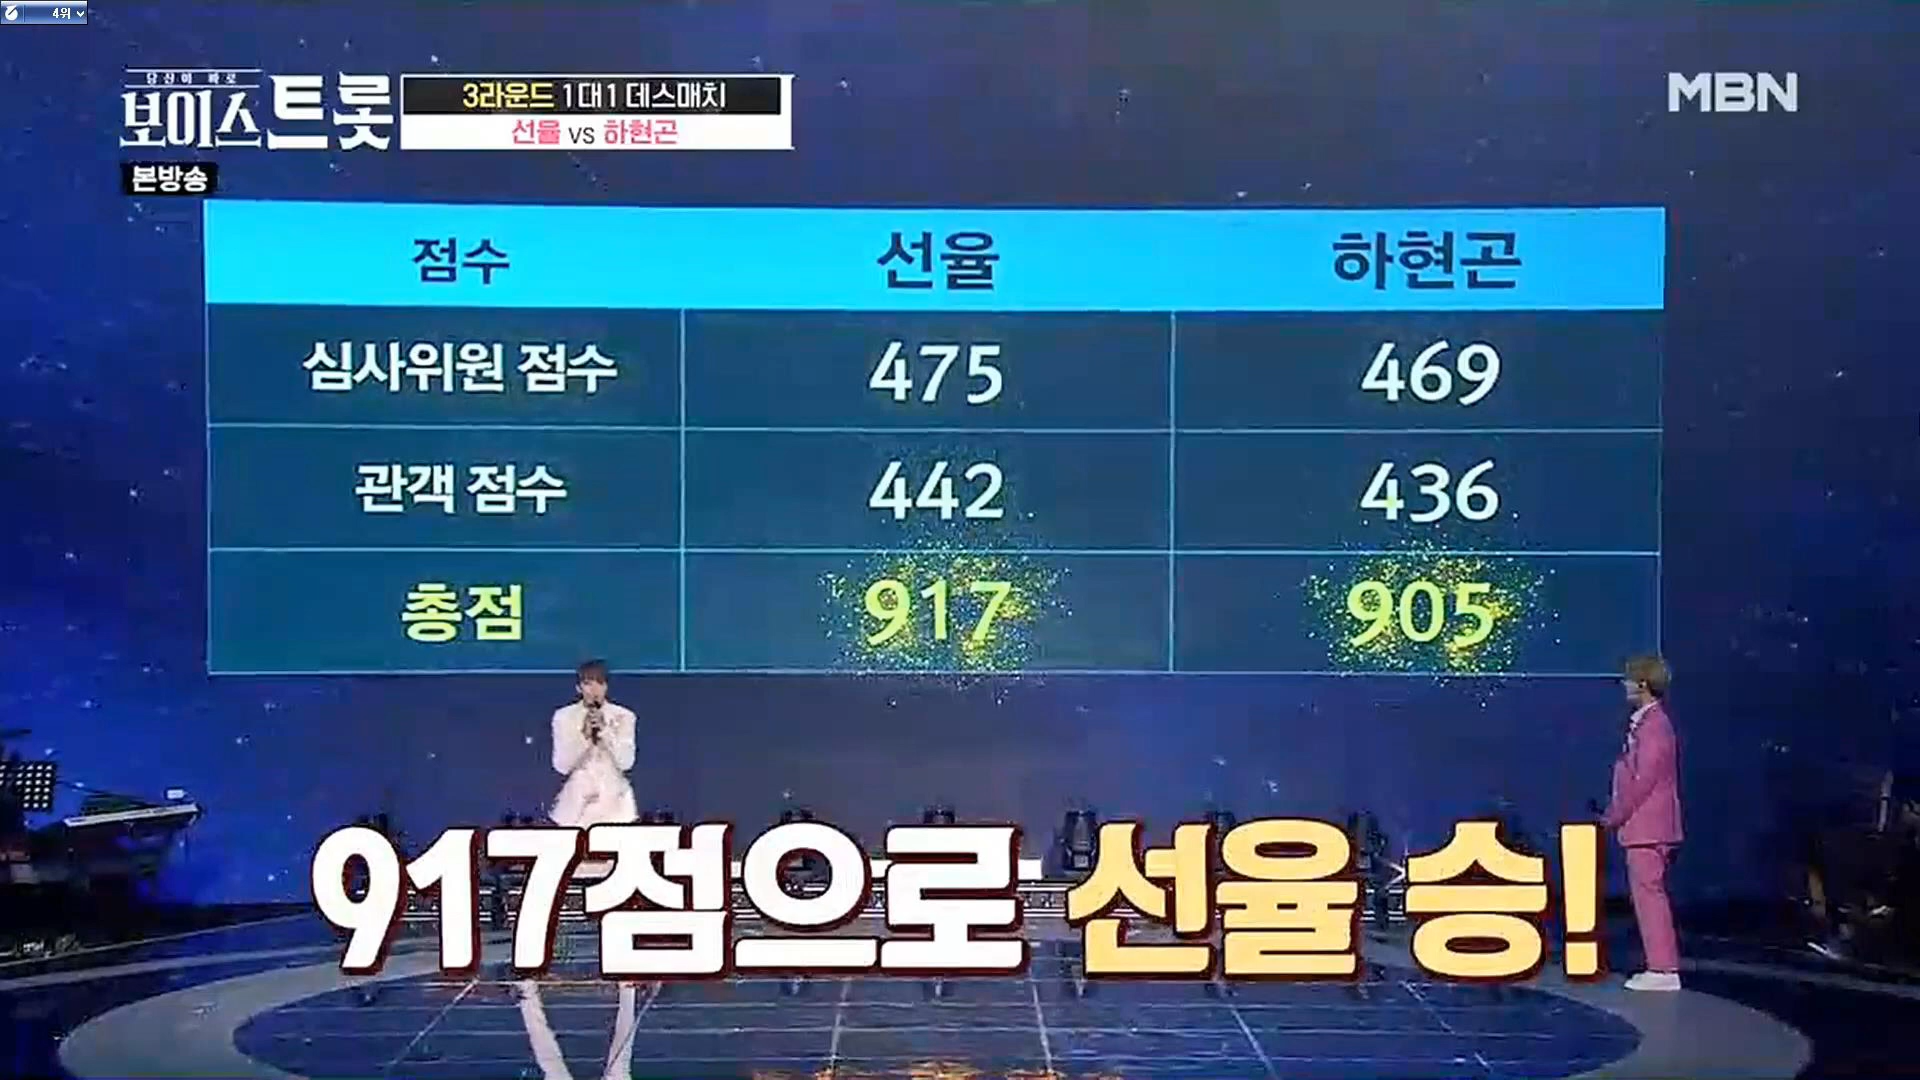 4위
당신이 바로
보이스트롯
3라운드 1대1 데스매치
선율 vs 하현곤
MBN
본방송
점수 선율 하현곤
심사위원 점수 475 469
관객 점수 442 436
총점 917 905
917점으로 선율 승!